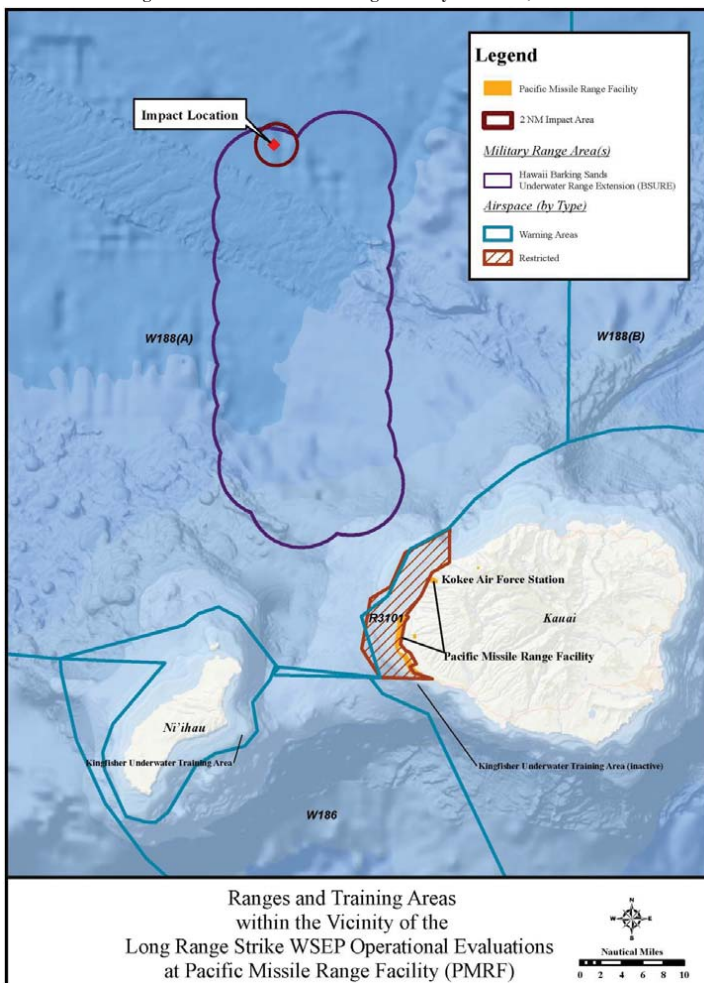 Legend
Pacific Missile Range Facility
2 NM Impact Area
Military Range Area(s)
Hawaii Barking Sands
Underwater Range Extension (BSURE)
Airspace (by Type)
Warning Areas
Restricted
Impact Location
W188(A)
W188(B)
Kokee Air Force Station
R3101
Kauai
Pacific Missile Range Facility
Ni'ihau
Kingfisher Underwater Training Area
Kingfisher Underwater Training Area (inactive)
W186
Ranges and Training Areas
within the Vicinity of the
Long Range Strike WSEP Operational Evaluations
at Pacific Missile Range Facility (PMRF)
N
W E
S
Nautical Miles
0 2 4 6 8 10